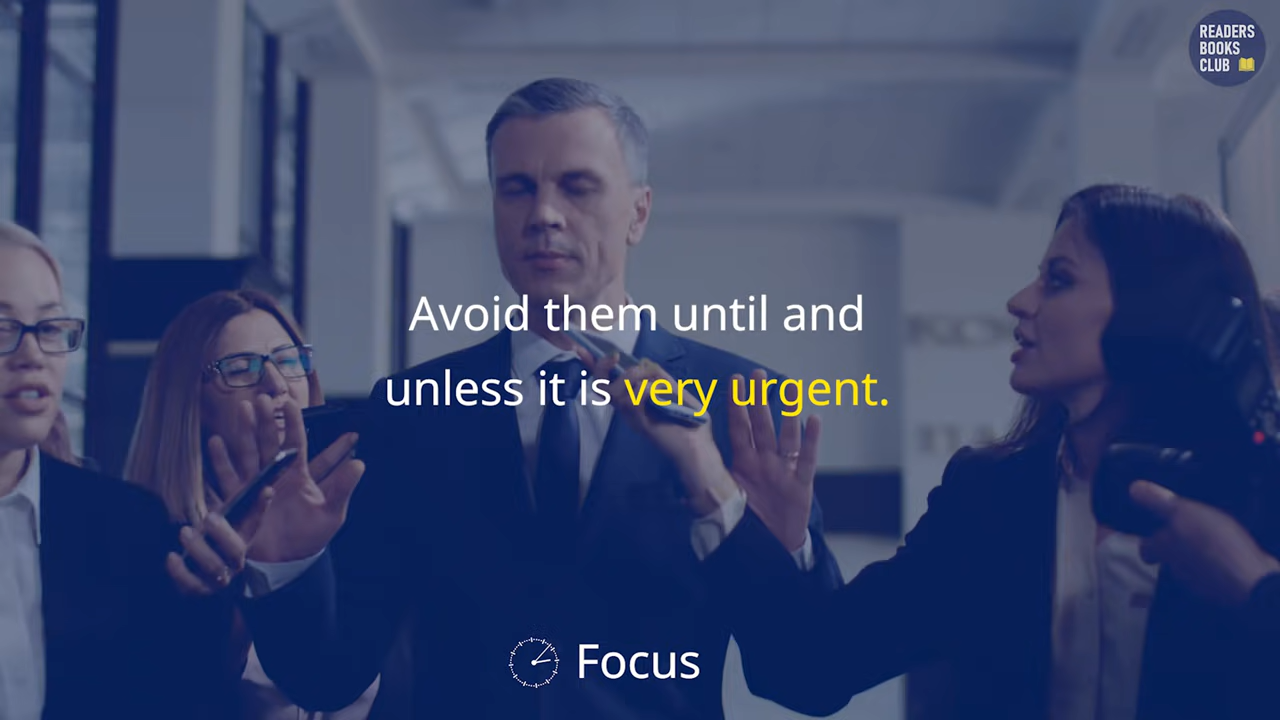 READERS
BOOKS
CLUB
Avoid them until and
unless it is very urgent.
Focus